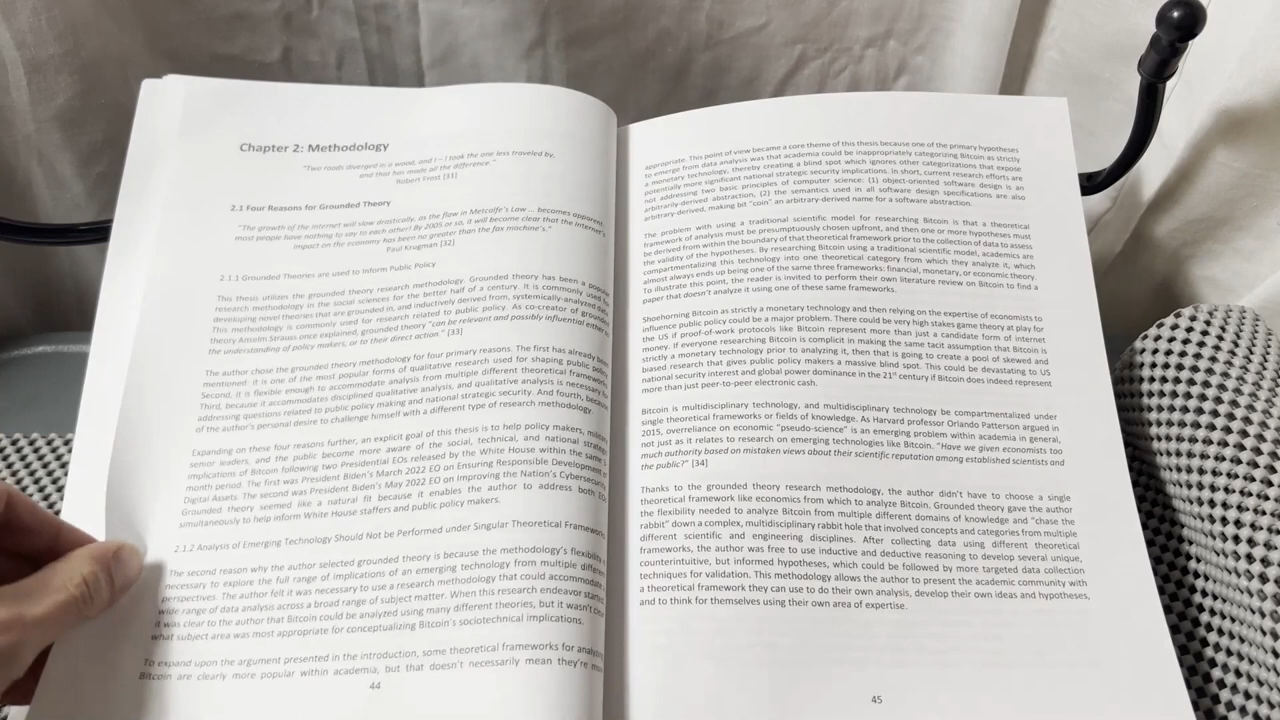 Chapter 2: Methodology
"Two roads diverged in a wood, and I – I took the one less traveled by,
and that has made all the difference."
Robert Frost [31]
2.1 Four Reasons for Grounded Theory
"The growth of the internet will slow drastically, as the flaw in Metcalfe's Law ... becomes apparent:
most people have nothing to say to each other! By 2005 or so, it will become clear that the Internet's
impact on the economy has been no greater than the fax machine's."
Paul Krugman [32]
2.1.1 Grounded Theories are used to Inform Public Policy
This thesis utilizes the grounded theory research methodology. Grounded theory has been a popular
research methodology in the social sciences for the better half of a century. It is commonly used for
developing novel theories that are grounded in, and inductively derived from, systemically-analyzed data.
This methodology is commonly used for research related to public policy. As co-creator of grounded
theory Anselm Strauss once explained, grounded theory "can be relevant and possibly influential either to
the understanding of policy makers, or to their direct action." [33]
The author chose the grounded theory methodology for four primary reasons. The first has already been
mentioned: it is one of the most popular forms of qualitative research used for shaping public policy.
Second, it is flexible enough to accommodate analysis from multiple different theoretical frameworks.
Third, because it accommodates disciplined qualitative analysis, and qualitative analysis is necessary for
addressing questions related to public policy making and national strategic security. And fourth, because
of the author's personal desire to challenge himself with a different type of research methodology.
Expanding on these four reasons further, an explicit goal of this thesis is to help policy makers, military
senior leaders, and the public become more aware of the social, technical, and national strategic
implications of Bitcoin following two Presidential EOs released by the White House within the same
month period. The first was President Biden's March 2022 EO on Ensuring Responsible Development of
Digital Assets. The second was President Biden's May 2022 EO on Improving the Nation's Cybersecurity.
Grounded theory seemed like a natural fit because it enables the author to address both EOs
simultaneously to help inform White House staffers and public policy makers.
2.1.2 Analysis of Emerging Technology Should Not be Performed under Singular Theoretical Frameworks
The second reason why the author selected grounded theory is because the methodology's flexibility
necessary to explore the full range of implications of an emerging technology from multiple different
perspectives. The author felt it was necessary to use a research methodology that could accommodate
wide range of data analysis across a broad range of subject matter. When this research endeavor started
it was clear to the author that Bitcoin could be analyzed using many different theories, but it wasn't clear
what subject area was most appropriate for conceptualizing Bitcoin's sociotechnical implications.
To expand upon the argument presented in the introduction, some theoretical frameworks for analyzing
Bitcoin are clearly more popular within academia, but that doesn't necessarily mean they're more
44
appropriate. This point of view became a core theme of this thesis because one of the primary hypotheses
to emerge from data analysis was that academia could be inappropriately categorizing Bitcoin as strictly
a monetary technology, thereby creating a blind spot which ignores other categorizations that expose
potentially more significant national strategic security implications. In short, current research efforts are
not addressing two basic principles of computer science: (1) object-oriented software design is an
arbitrarily-derived abstraction, (2) the semantics used in all software design specifications are also
arbitrary-derived, making bit "coin" an arbitrary-derived name for a software abstraction.
The problem with using a traditional scientific model for researching Bitcoin is that a theoretical
framework of analysis must be presumptuously chosen upfront, and then one or more hypotheses must
be derived from within the boundary of that theoretical framework prior to the collection of data to assess
the validity of the hypotheses. By researching Bitcoin using a traditional scientific model, academics are
compartmentalizing this technology into one theoretical category from which they analyze it, which
almost always ends up being one of the same three frameworks: financial, monetary, or economic theory.
To illustrate this point, the reader is invited to perform their own literature review on Bitcoin to find a
paper that doesn't analyze it using one of these same frameworks.
Shoehorning Bitcoin as strictly a monetary technology and then relying on the expertise of economists to
influence public policy could be a major problem. There could be very high stakes game theory at play for
the US if proof-of-work protocols like Bitcoin represent more than just a candidate form of internet
money. If everyone researching Bitcoin is complicit in making the same tacit assumption that Bitcoin is
strictly a monetary technology prior to analyzing it, then that is going to create a pool of skewed and
biased research that gives public policy makers a massive blind spot. This could be devastating to US
national security interest and global power dominance in the 21st century if Bitcoin does indeed represent
more than just peer-to-peer electronic cash.
Bitcoin is multidisciplinary technology, and multidisciplinary technology be compartmentalized under
single theoretical frameworks or fields of knowledge. As Harvard professor Orlando Patterson argued in
2015, overreliance on economic "pseudo-science" is an emerging problem within academia in general,
not just as it relates to research on emerging technologies like Bitcoin. "Have we given economists too
much authority based on mistaken views about their scientific reputation among established scientists and
the public?" [34]
Thanks to the grounded theory research methodology, the author didn't have to choose a single
theoretical framework like economics from which to analyze Bitcoin. Grounded theory gave the author
the flexibility needed to analyze Bitcoin from multiple different domains of knowledge and "chase the
rabbit" down a complex, multidisciplinary rabbit hole that involved concepts and categories from multiple
different scientific and engineering disciplines. After collecting data using different theoretical
frameworks, the author was free to use inductive and deductive reasoning to develop several unique,
counterintuitive, but informed hypotheses, which could be followed by more targeted data collection
techniques for validation. This methodology allows the author to present the academic community with
a theoretical framework they can use to do their own analysis, develop their own ideas and hypotheses,
and to think for themselves using their own area of expertise.
45